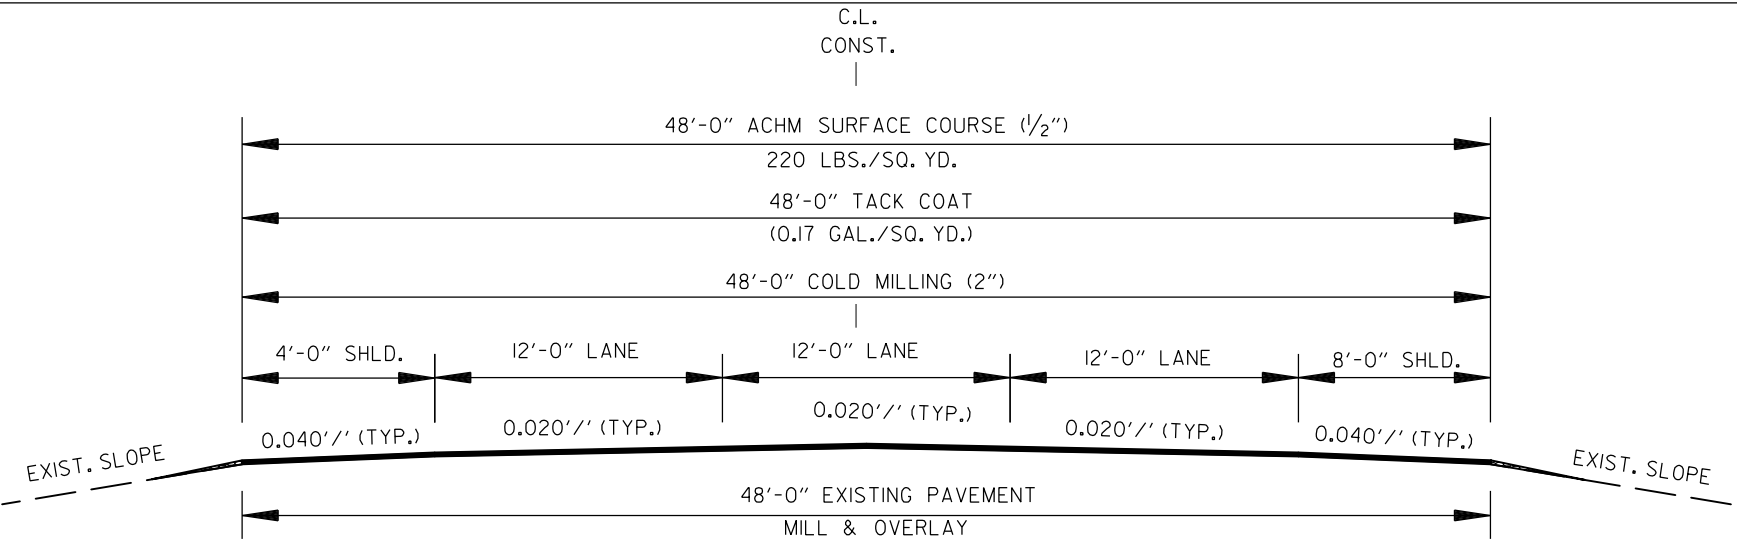 C.L.
CONST.
48'-0" ACHM SURFACE COURSE (1/2")
220 LBS./SQ. YD.
48'-0" TACK COAT
(0.17 GAL./SQ. YD.)
48'-0" COLD MILLING (2")
4'-0" SHLD.
12'-0" LANE
12'-0" LANE
12'-0" LANE
8'-0" SHLD.
0.040'/' (TYP.)
0.020'/' (TYP.)
0.020'/' (TYP.)
0.020'/' (TYP.)
0.040'/' (TYP.)
EXIST. SLOPE
EXIST. SLOPE
48'-0" EXISTING PAVEMENT
MILL & OVERLAY